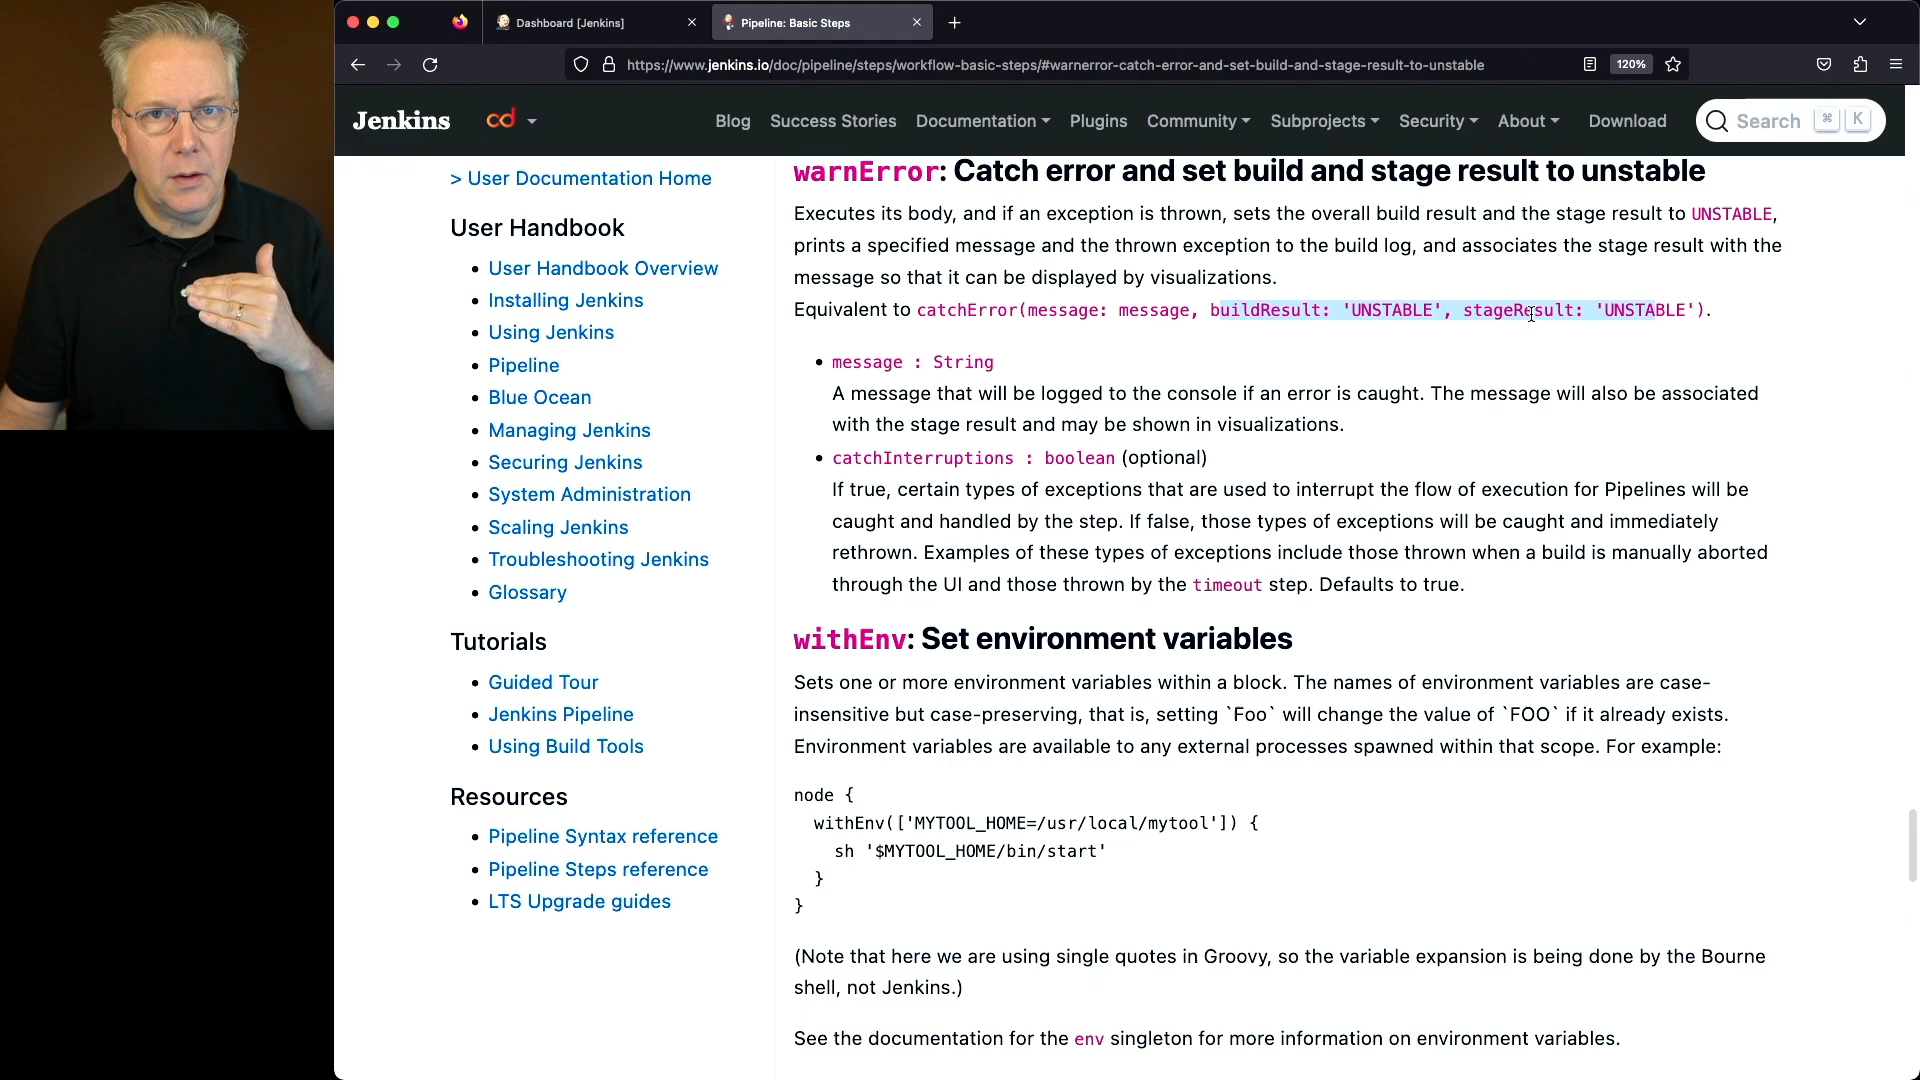 Dashboard [Jenkins]
Pipeline: Basic Steps
https://www.jenkins.io/doc/pipeline/steps/workflow-basic-steps/#warnerror-catch-error-and-set-build-and-stage-result-to-unstable
120%
Jenkins
cd
Blog
Success Stories
Documentation
Plugins
Community
Subprojects
Security
About
Download
Search ⌘ K
> User Documentation Home
User Handbook
User Handbook Overview
Installing Jenkins
Using Jenkins
Pipeline
Blue Ocean
Managing Jenkins
Securing Jenkins
System Administration
Scaling Jenkins
Troubleshooting Jenkins
Glossary
Tutorials
Guided Tour
Jenkins Pipeline
Using Build Tools
Resources
Pipeline Syntax reference
Pipeline Steps reference
LTS Upgrade guides
warnError: Catch error and set build and stage result to unstable
Executes its body, and if an exception is thrown, sets the overall build result and the stage result to UNSTABLE,
prints a specified message and the thrown exception to the build log, and associates the stage result with the
message so that it can be displayed by visualizations.
Equivalent to catchError(message: message, buildResult: 'UNSTABLE', stageResult: 'UNSTABLE').
message : String
A message that will be logged to the console if an error is caught. The message will also be associated
with the stage result and may be shown in visualizations.
catchInterruptions : boolean (optional)
If true, certain types of exceptions that are used to interrupt the flow of execution for Pipelines will be
caught and handled by the step. If false, those types of exceptions will be caught and immediately
rethrown. Examples of these types of exceptions include those thrown when a build is manually aborted
through the UI and those thrown by the timeout step. Defaults to true.
withEnv: Set environment variables
Sets one or more environment variables within a block. The names of environment variables are case-
insensitive but case-preserving, that is, setting `Foo` will change the value of `FOO` if it already exists.
Environment variables are available to any external processes spawned within that scope. For example:
node {
withEnv(['MYTOOL_HOME=/usr/local/mytool']) {
sh '$MYTOOL_HOME/bin/start'
}
}
(Note that here we are using single quotes in Groovy, so the variable expansion is being done by the Bourne
shell, not Jenkins.)
See the documentation for the env singleton for more information on environment variables.